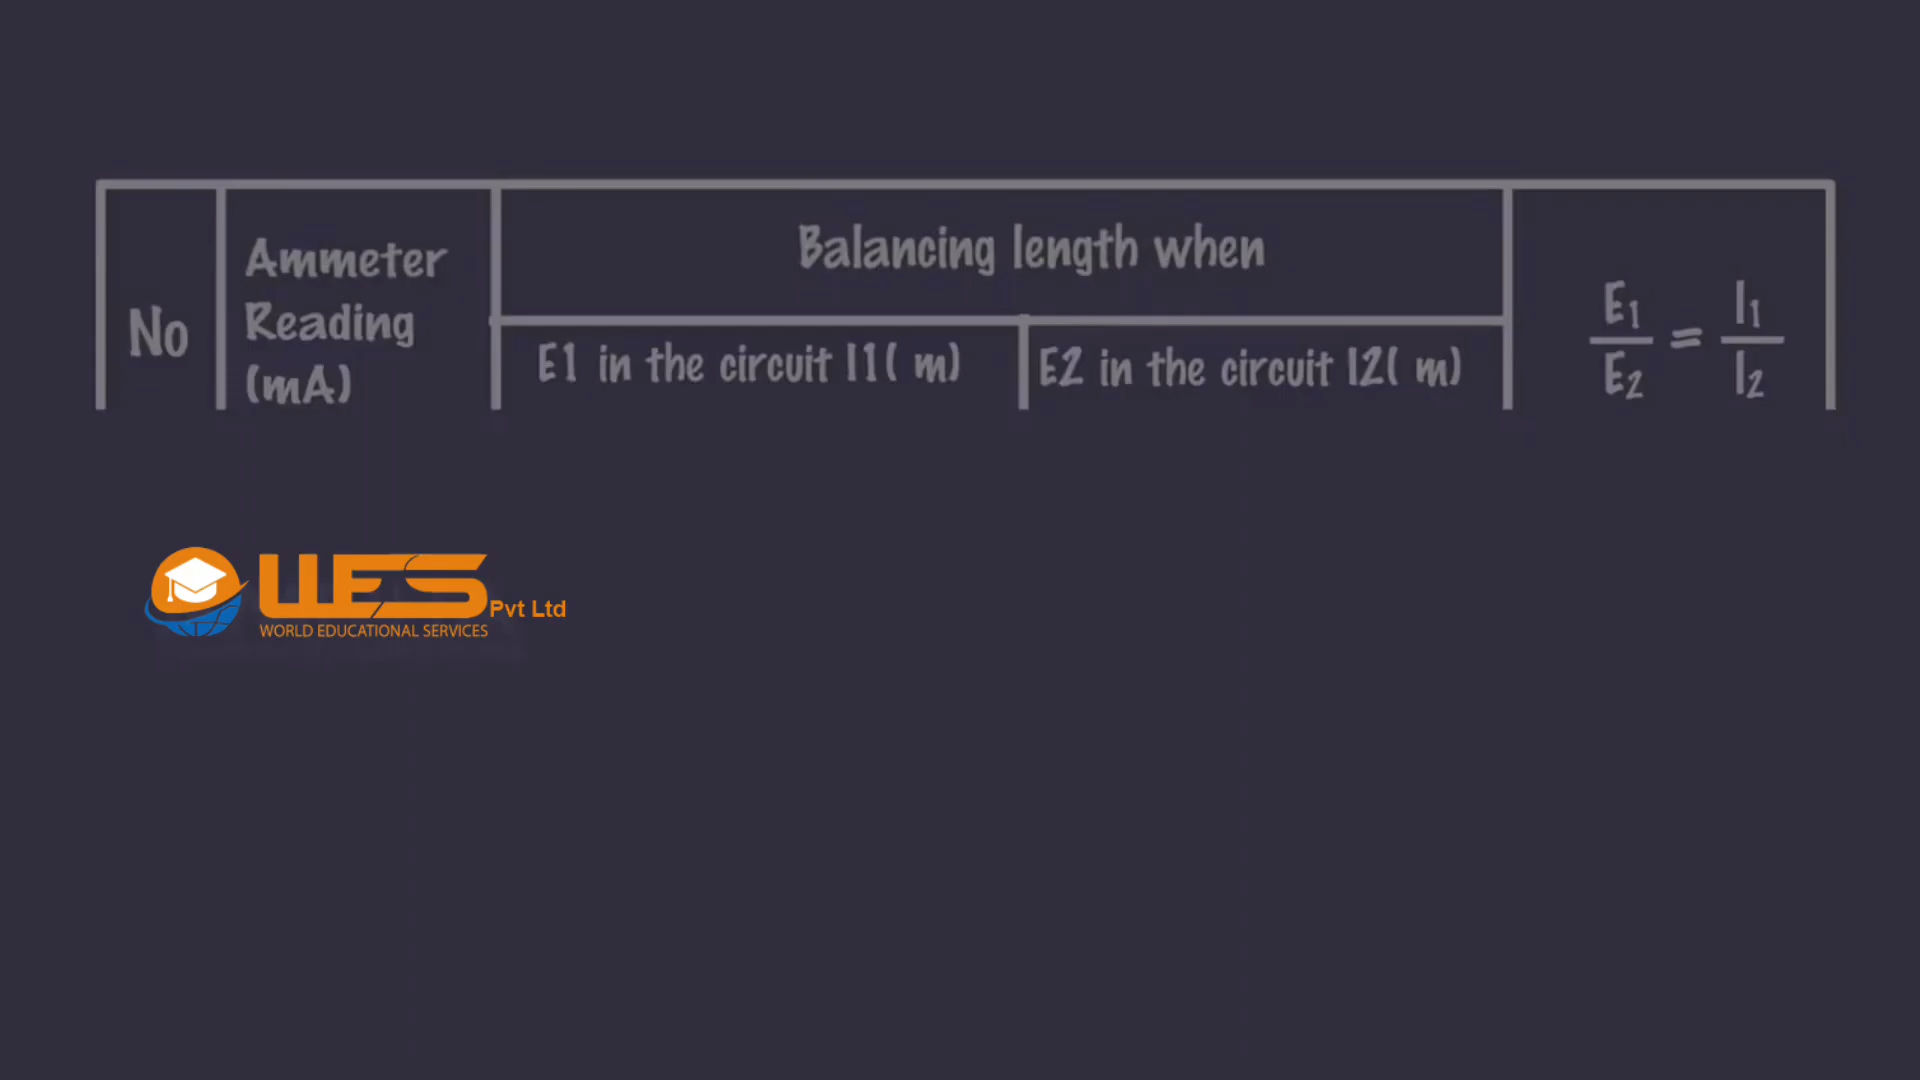 No
Ammeter
Reading
(mA)
Balancing length when
E1 in the circuit l1( m)
E2 in the circuit l2( m)
E1/E2 = l1/l2
WES Pvt Ltd
WORLD EDUCATIONAL SERVICES